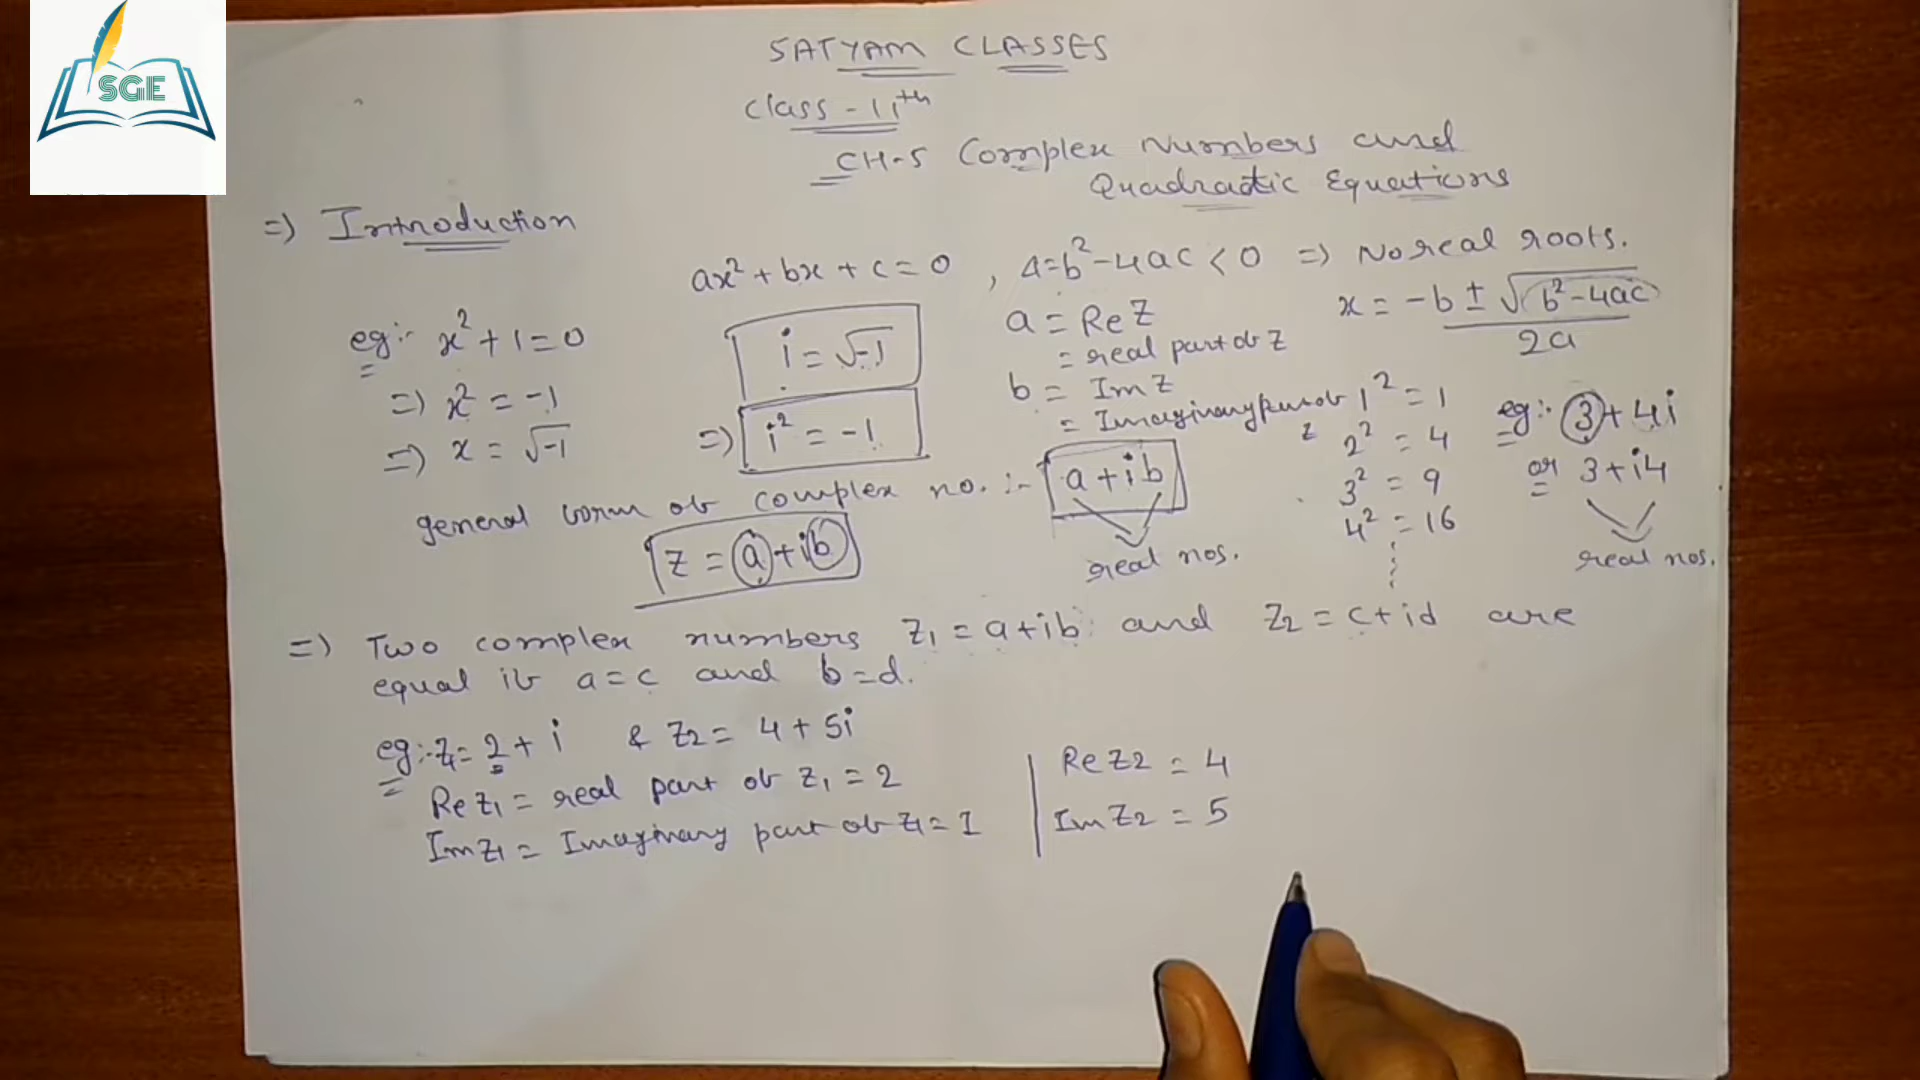 SGE
SATYAM CLASSES
Class - 11th
CH-5 Complex Numbers and
Quadratic Equations
=> Introduction
ax² + bx + c = 0 , Δ=b²-4ac < 0 => No real roots.
x = -b ± √b²-4ac
2a
eg:- x² + 1 = 0
=> x² = -1
=> x = √-1
i = √-1
=> i² = -1
a = Re Z
= real part of Z
b = Im Z
= Imaginary part of
Z
1² = 1
2² = 4
3² = 9
4² = 16
eg:- 3 + 4i
or 3 + i4
real nos.
general form of complex no. :- a + ib
real nos.
z = a + ib
=> Two complex numbers Z₁ = a + ib and Z₂ = c + id are
equal if a = c and b = d.
eg:- Z₁ = 2 + i & Z₂ = 4 + 5i
Re Z₁ = real part of Z₁ = 2
Im Z₁ = Imaginary part of Z₁ = 1
Re Z₂ = 4
Im Z₂ = 5